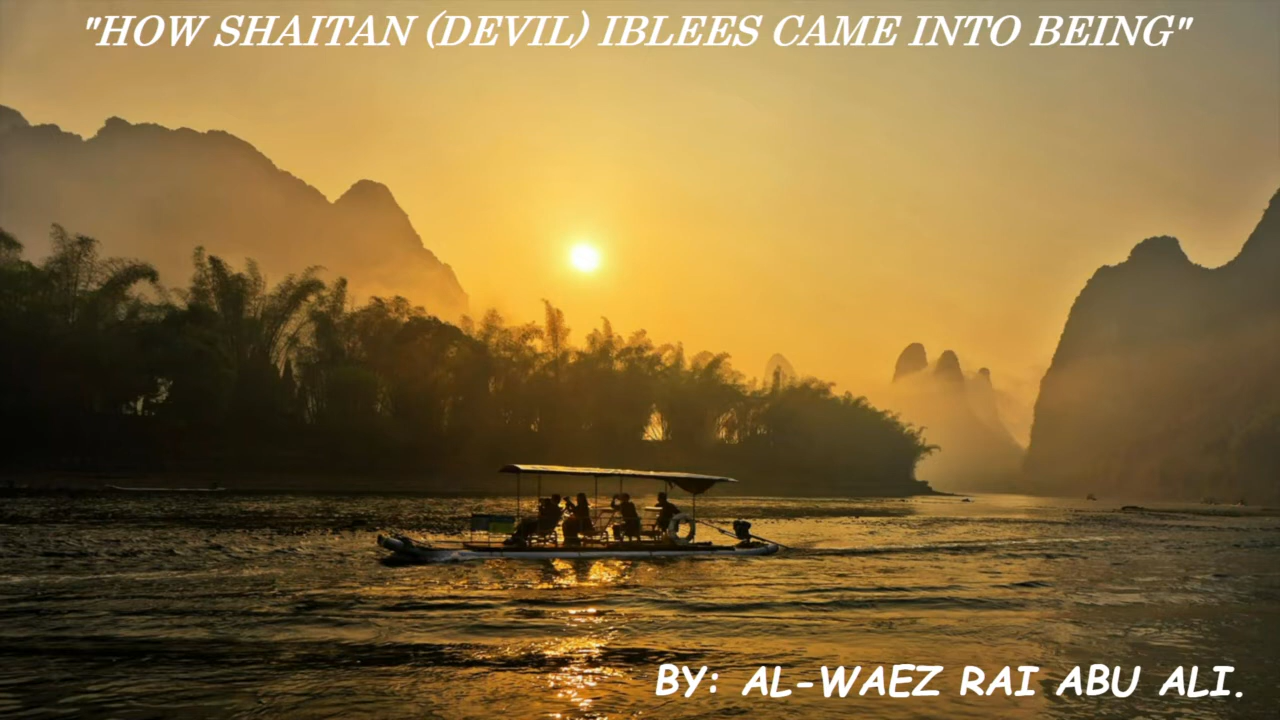 "HOW SHAITAN (DEVIL) IBLEES CAME INTO BEING"
BY: AL-WAEZ RAI ABU ALI.